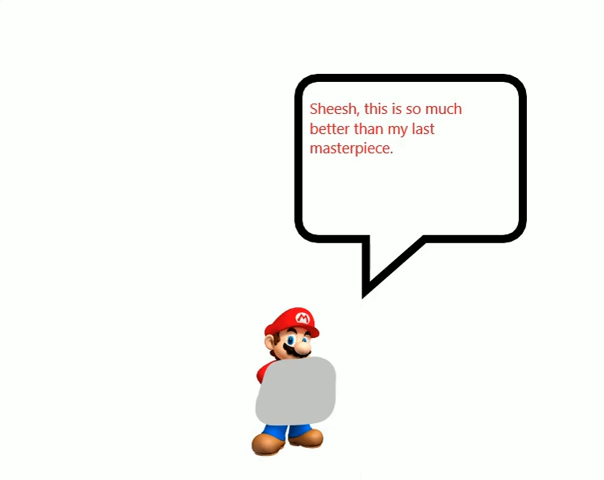 Sheesh, this is so much
better than my last
masterpiece.
M